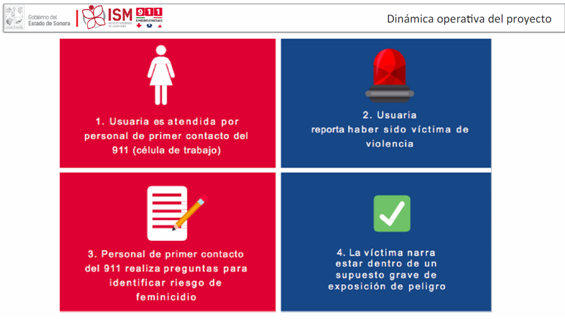 Gobierno del
Estado de Sonora
ISM
911
Dinámica operativa del proyecto
1. Usuaria es atendida por
personal de primer contacto del
911 (célula de trabajo)
2. Usuaria
reporta haber sido víctima de
violencia
3. Personal de primer contacto
del 911 realiza preguntas para
identificar riesgo de
feminicidio
4. La víctima narra
estar dentro de un
supuesto grave de
exposición de peligro